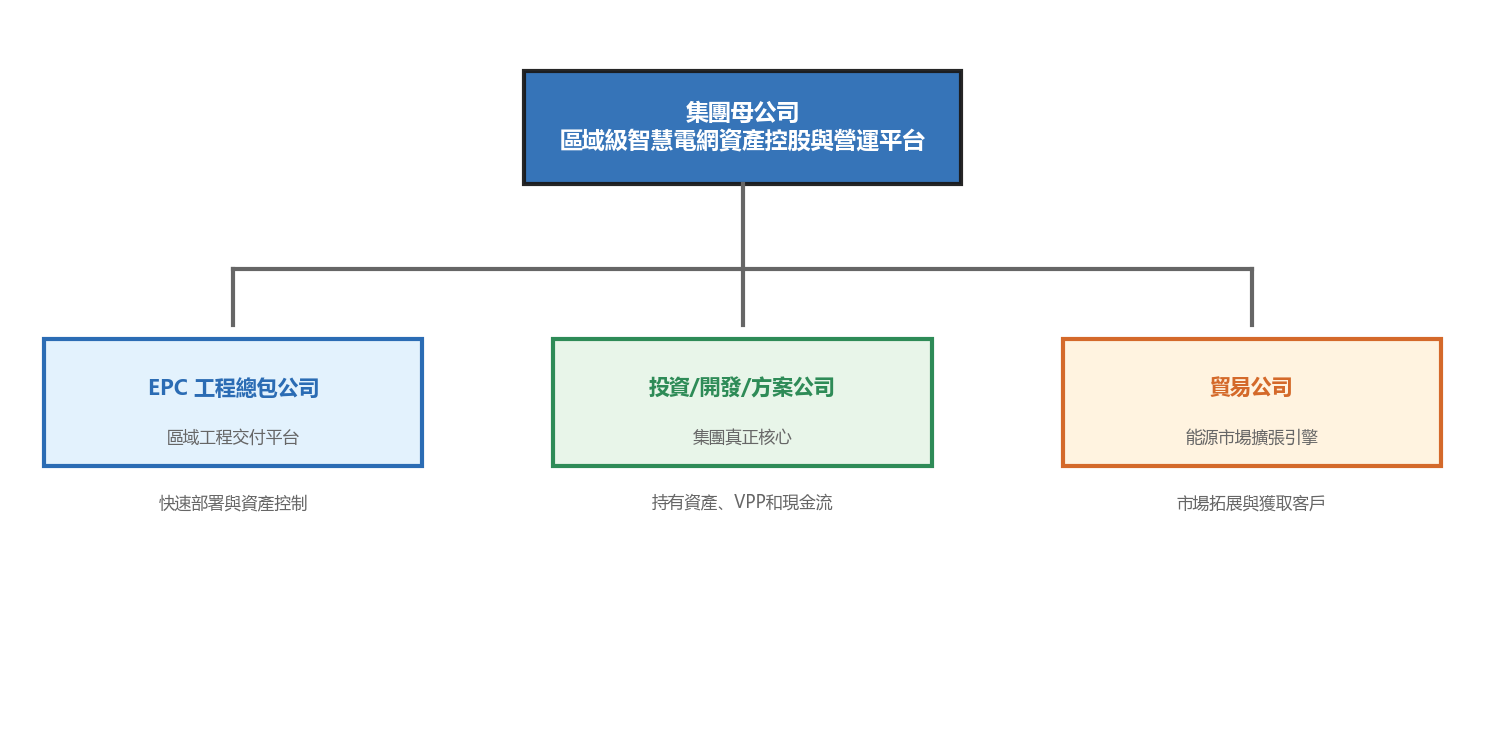 集團母公司
區域級智慧電網資產控股與營運平台
EPC 工程總包公司
區域工程交付平台
快速部署與資產控制
投資/開發/方案公司
集團真正核心
持有資產、VPP和現金流
貿易公司
能源市場擴張引擎
市場拓展與獲取客戶